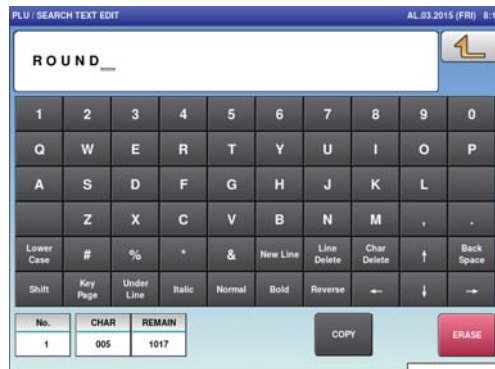 PLU / SEARCH TEXT EDIT AL.03.2015 (FRI) 8:1
ROUND_
1 2 3 4 5 6 7 8 9 0
Q W E R T Y U I O P
A S D F G H J K L
Z X C V B N M , .
Lower Case # % * & New Line Line Delete Char Delete ↑ Back Space
Shift Key Page Under Line Italic Normal Bold Reverse ← ↓ →
No. CHAR REMAIN COPY ERASE
1 005 1017